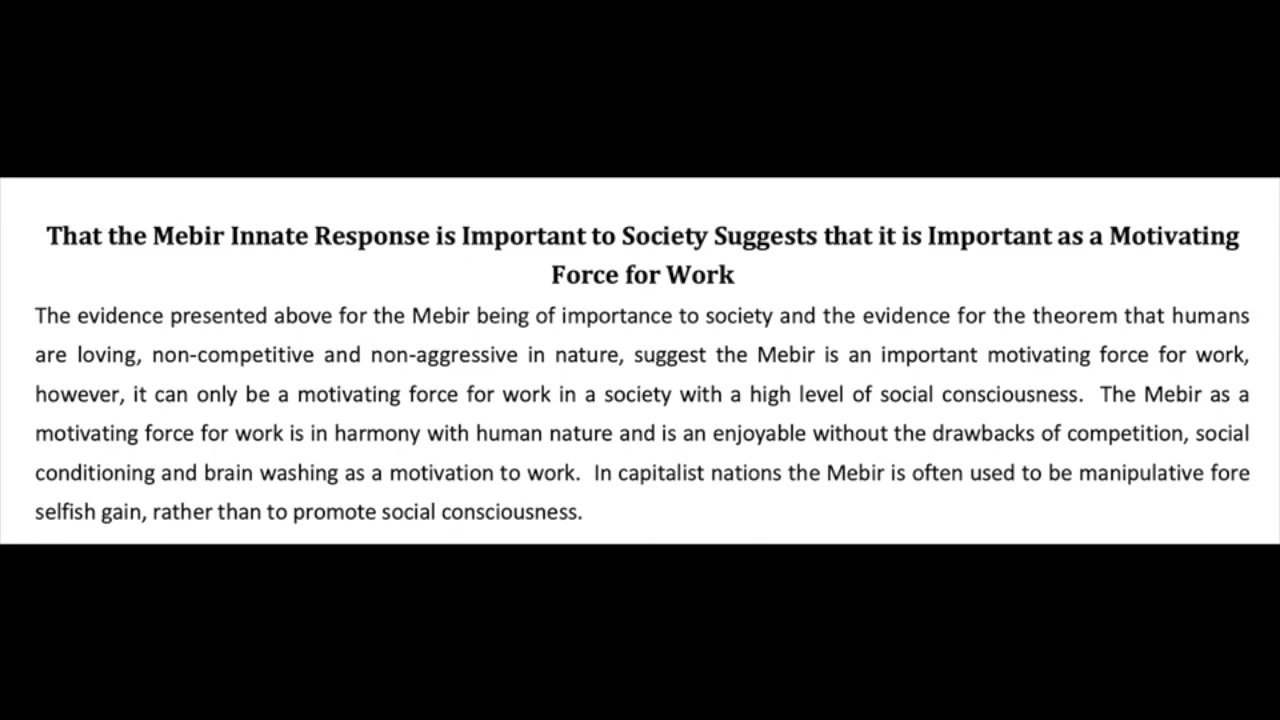 That the Mebir Innate Response is Important to Society Suggests that it is Important as a Motivating
Force for Work
The evidence presented above for the Mebir being of importance to society and the evidence for the theorem that humans
are loving, non-competitive and non-aggressive in nature, suggest the Mebir is an important motivating force for work,
however, it can only be a motivating force for work in a society with a high level of social consciousness.  The Mebir as a
motivating force for work is in harmony with human nature and is an enjoyable without the drawbacks of competition, social
conditioning and brain washing as a motivation to work.  In capitalist nations the Mebir is often used to be manipulative fore
selfish gain, rather than to promote social consciousness.